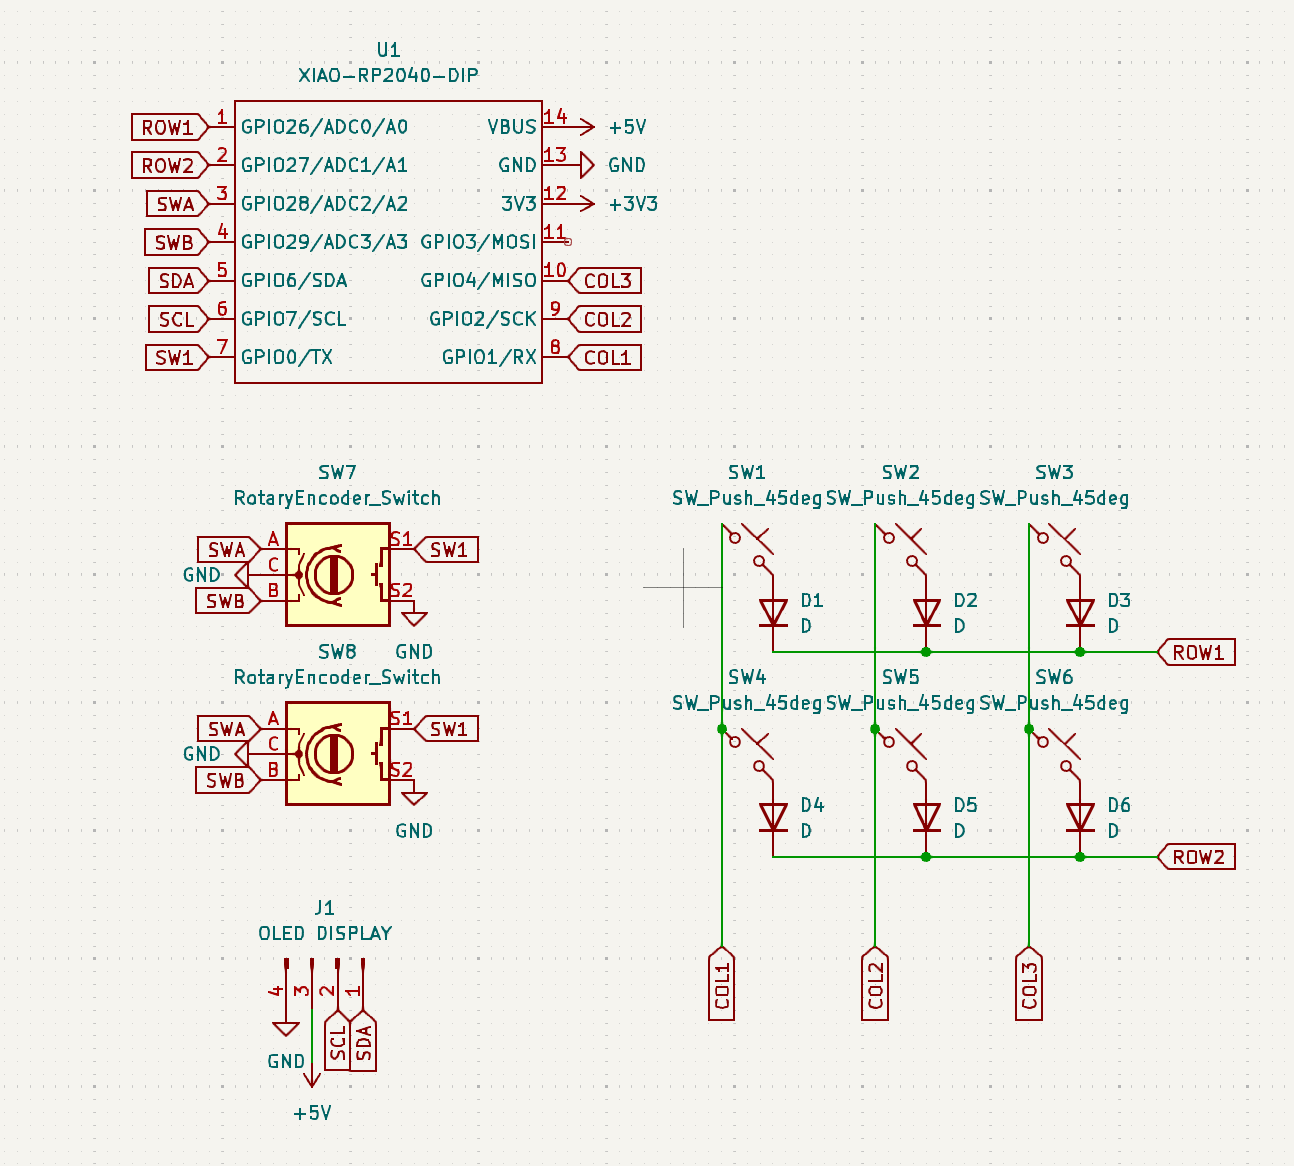 U1
XIAO-RP2040-DIP
ROW1 1 GPIO26/ADC0/A0 VBUS 14 +5V
ROW2 2 GPIO27/ADC1/A1 GND 13 GND
SWA 3 GPIO28/ADC2/A2 3V3 12 +3V3
SWB 4 GPIO29/ADC3/A3 GPIO3/MOSI 11
SDA 5 GPIO6/SDA GPIO4/MISO 10 COL3
SCL 6 GPIO7/SCL GPIO2/SCK 9 COL2
SW1 7 GPIO0/TX GPIO1/RX 8 COL1
SW7
RotaryEncoder_Switch
SWA A S1 SW1
GND C
SWB B S2
GND
SW8
RotaryEncoder_Switch
SWA A S1 SW1
GND C
SWB B S2
GND
J1
OLED DISPLAY
4 3 2 1
SCL SDA
GND
+5V
SW1 SW2 SW3
SW_Push_45deg SW_Push_45deg SW_Push_45deg
D1 D2 D3
D D D
ROW1
SW4 SW5 SW6
SW_Push_45deg SW_Push_45deg SW_Push_45deg
D4 D5 D6
D D D
ROW2
COL1 COL2 COL3